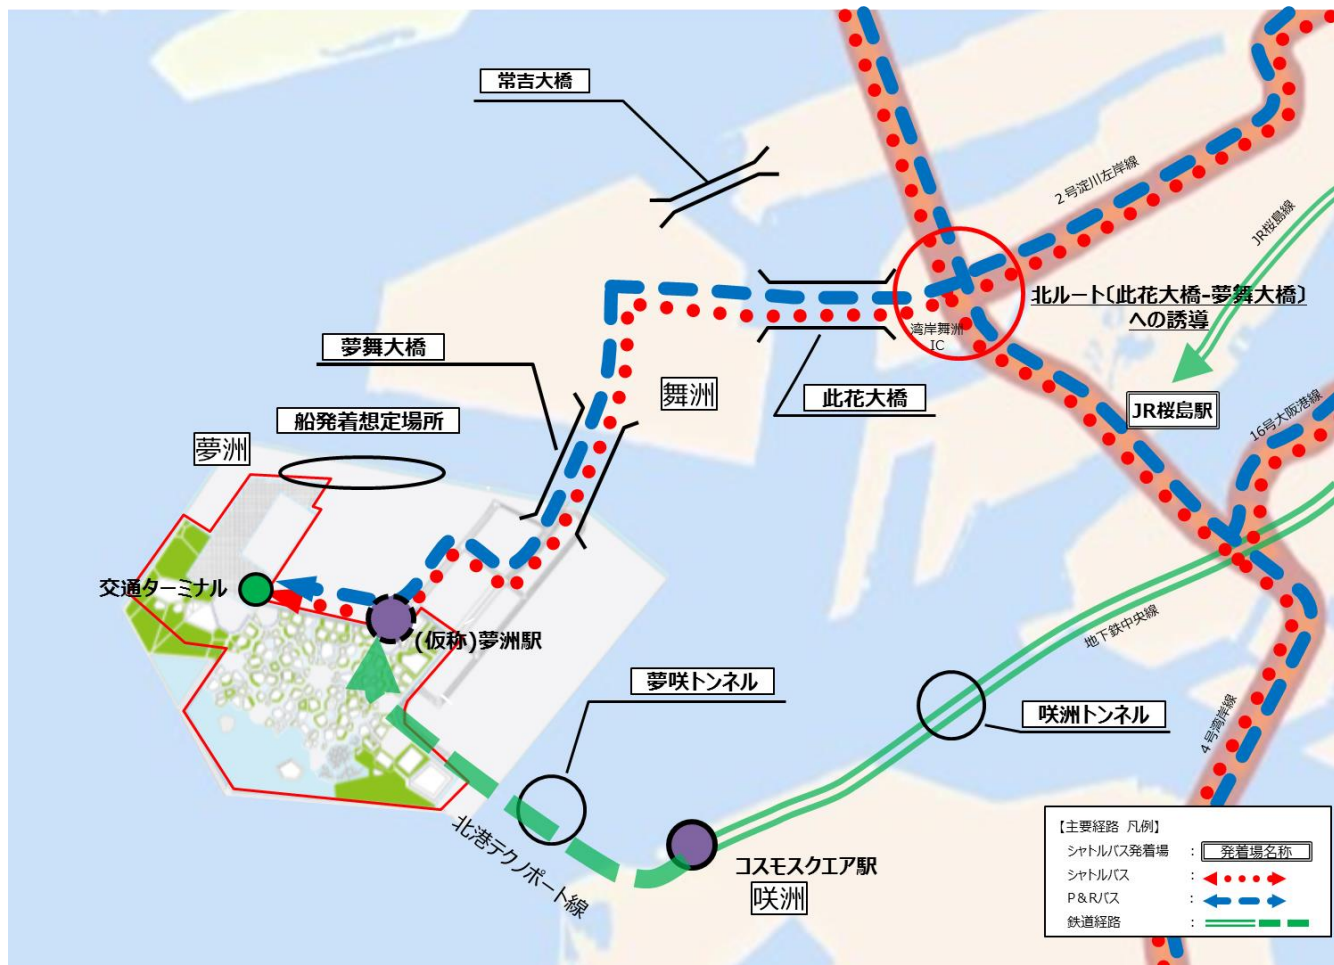 常吉大橋
2号淀川左岸線
JR桜島線
北ルート〔此花大橋-夢舞大橋〕
への誘導
湾岸舞洲
IC
夢舞大橋
舞洲
此花大橋
JR桜島駅
船発着想定場所
16号大阪港線
夢洲
交通ターミナル
(仮称)夢洲駅
地下鉄中央線
夢咲トンネル
咲洲トンネル
4号湾岸線
北港テクノポート線
コスモスクエア駅
咲洲
【主要経路 凡例】
シャトルバス発着場 : 発着場名称
シャトルバス :
P&Rバス :
鉄道経路 :